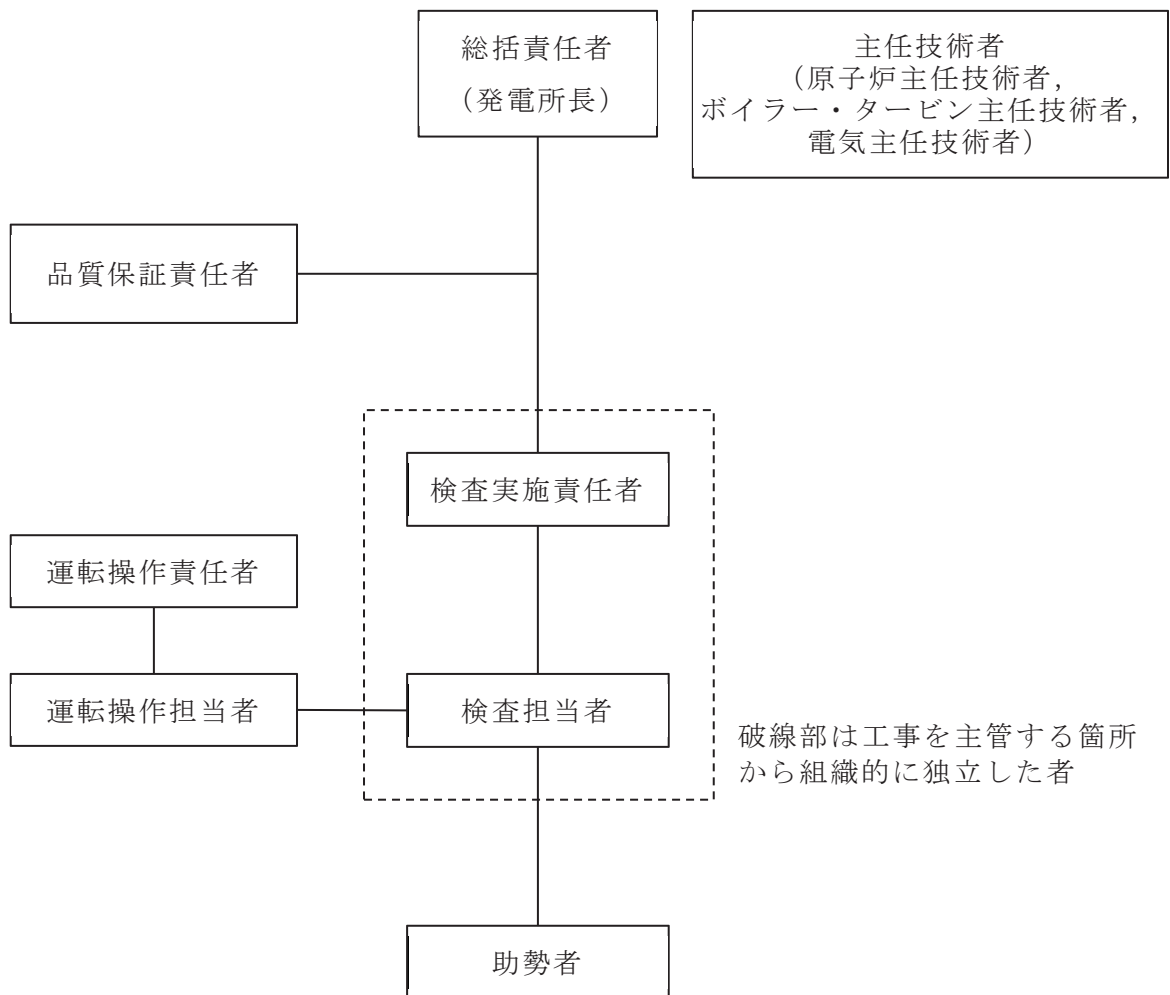 総括責任者
(発電所長)
主任技術者
(原子炉主任技術者,
ボイラー・タービン主任技術者,
電気主任技術者)
品質保証責任者
検査実施責任者
運転操作責任者
運転操作担当者
検査担当者
破線部は工事を主管する箇所
から組織的に独立した者
助勢者